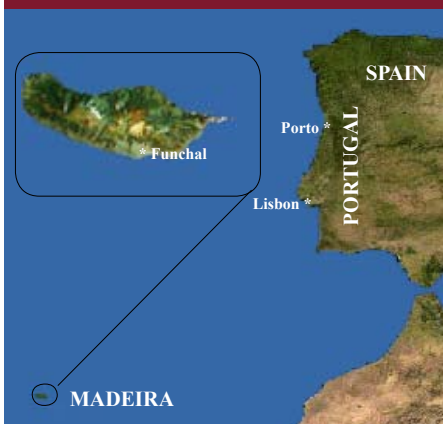 SPAIN
Porto *
PORTUGAL
* Funchal
Lisbon *
MADEIRA